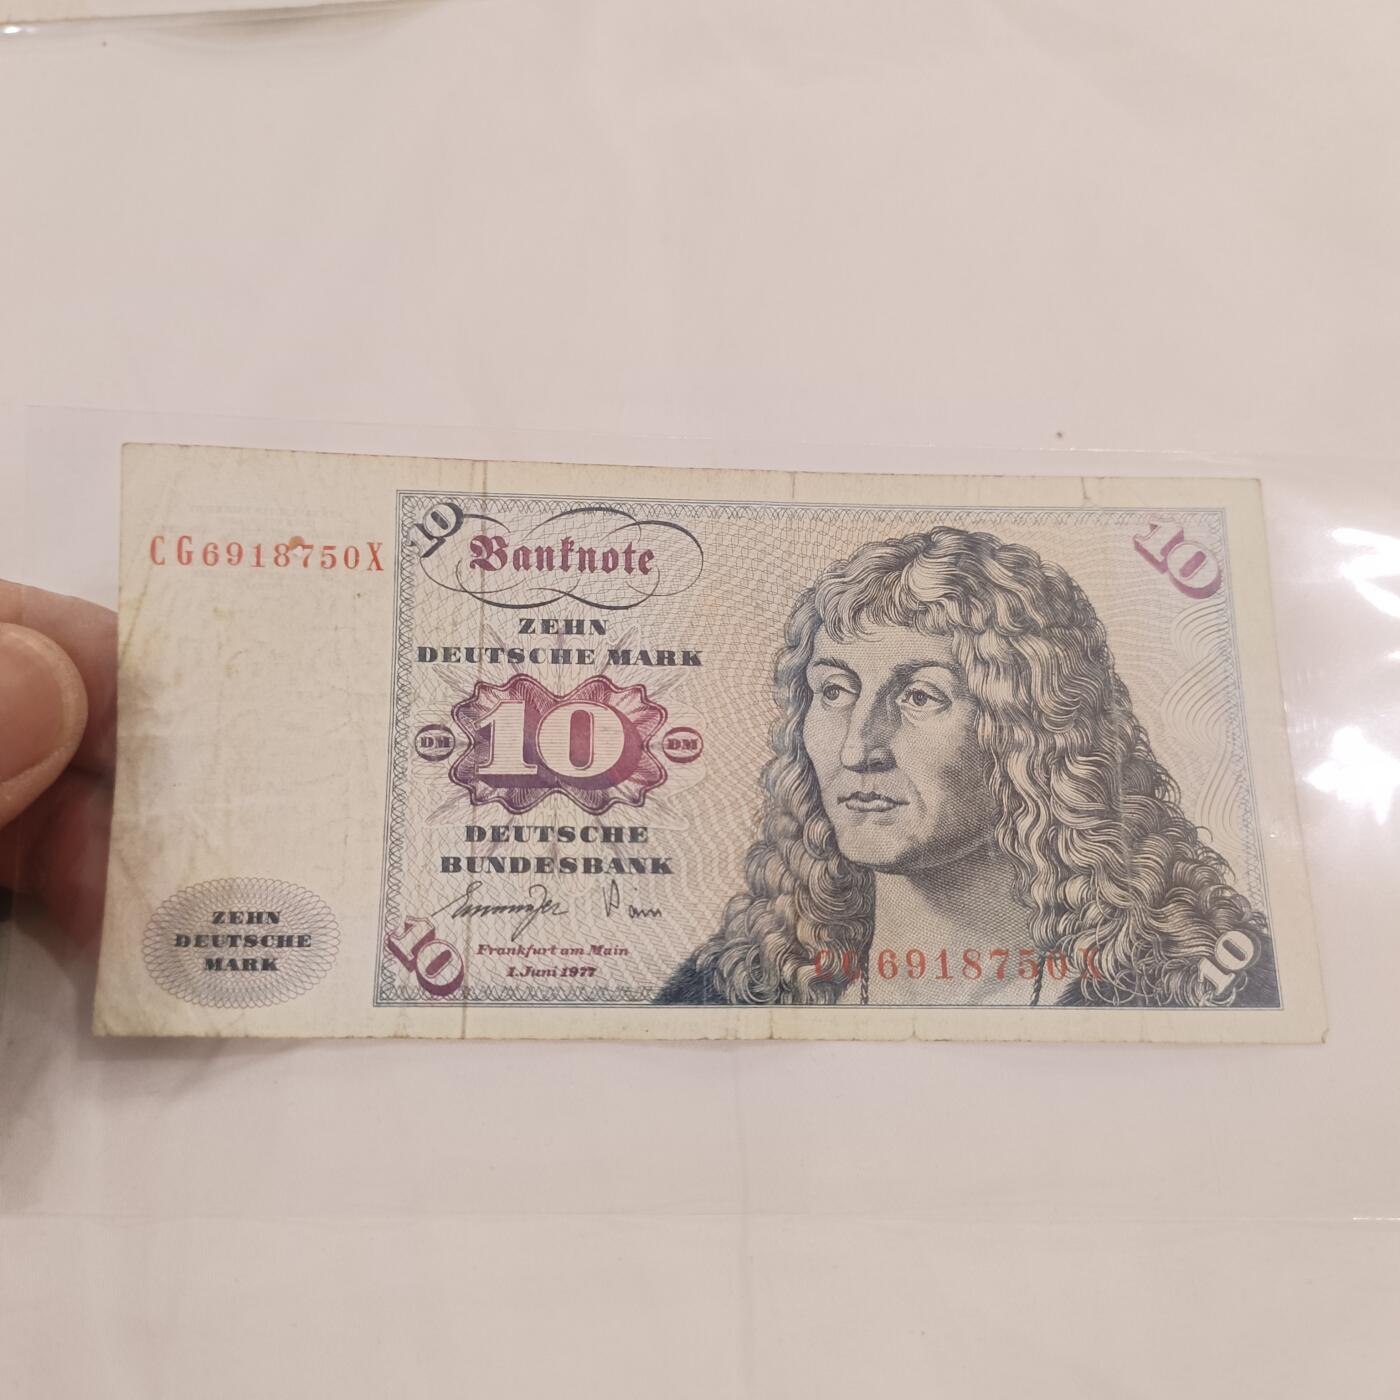 10
CG6918750X
Banknote
10
ZEHN
DEUTSCHE MARK
DM
10
DM
DEUTSCHE
BUNDESBANK
10
Frankfurt am Main
1. Juni 1977
ZEHN
DEUTSCHE
MARK
CG6918750X
10